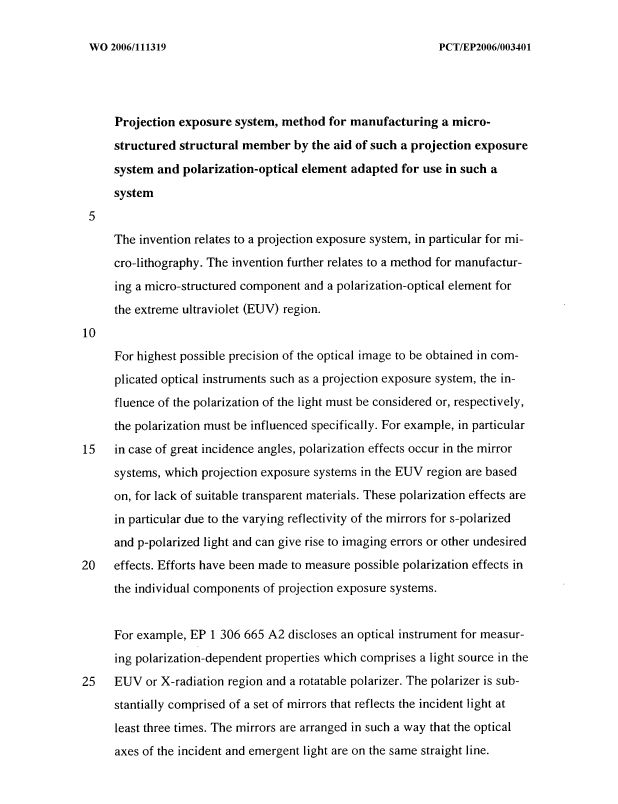 WO 2006/111319 PCT/EP2006/003401
Projection exposure system, method for manufacturing a micro-
structured structural member by the aid of such a projection exposure
system and polarization-optical element adapted for use in such a
system
5
The invention relates to a projection exposure system, in particular for mi-
cro-lithography. The invention further relates to a method for manufactur-
ing a micro-structured component and a polarization-optical element for
the extreme ultraviolet (EUV) region.
10
For highest possible precision of the optical image to be obtained in com-
plicated optical instruments such as a projection exposure system, the in-
fluence of the polarization of the light must be considered or, respectively,
the polarization must be influenced specifically. For example, in particular
15 in case of great incidence angles, polarization effects occur in the mirror
systems, which projection exposure systems in the EUV region are based
on, for lack of suitable transparent materials. These polarization effects are
in particular due to the varying reflectivity of the mirrors for s-polarized
and p-polarized light and can give rise to imaging errors or other undesired
20 effects. Efforts have been made to measure possible polarization effects in
the individual components of projection exposure systems.
For example, EP 1 306 665 A2 discloses an optical instrument for measur-
ing polarization-dependent properties which comprises a light source in the
25 EUV or X-radiation region and a rotatable polarizer. The polarizer is sub-
stantially comprised of a set of mirrors that reflects the incident light at
least three times. The mirrors are arranged in such a way that the optical
axes of the incident and emergent light are on the same straight line.